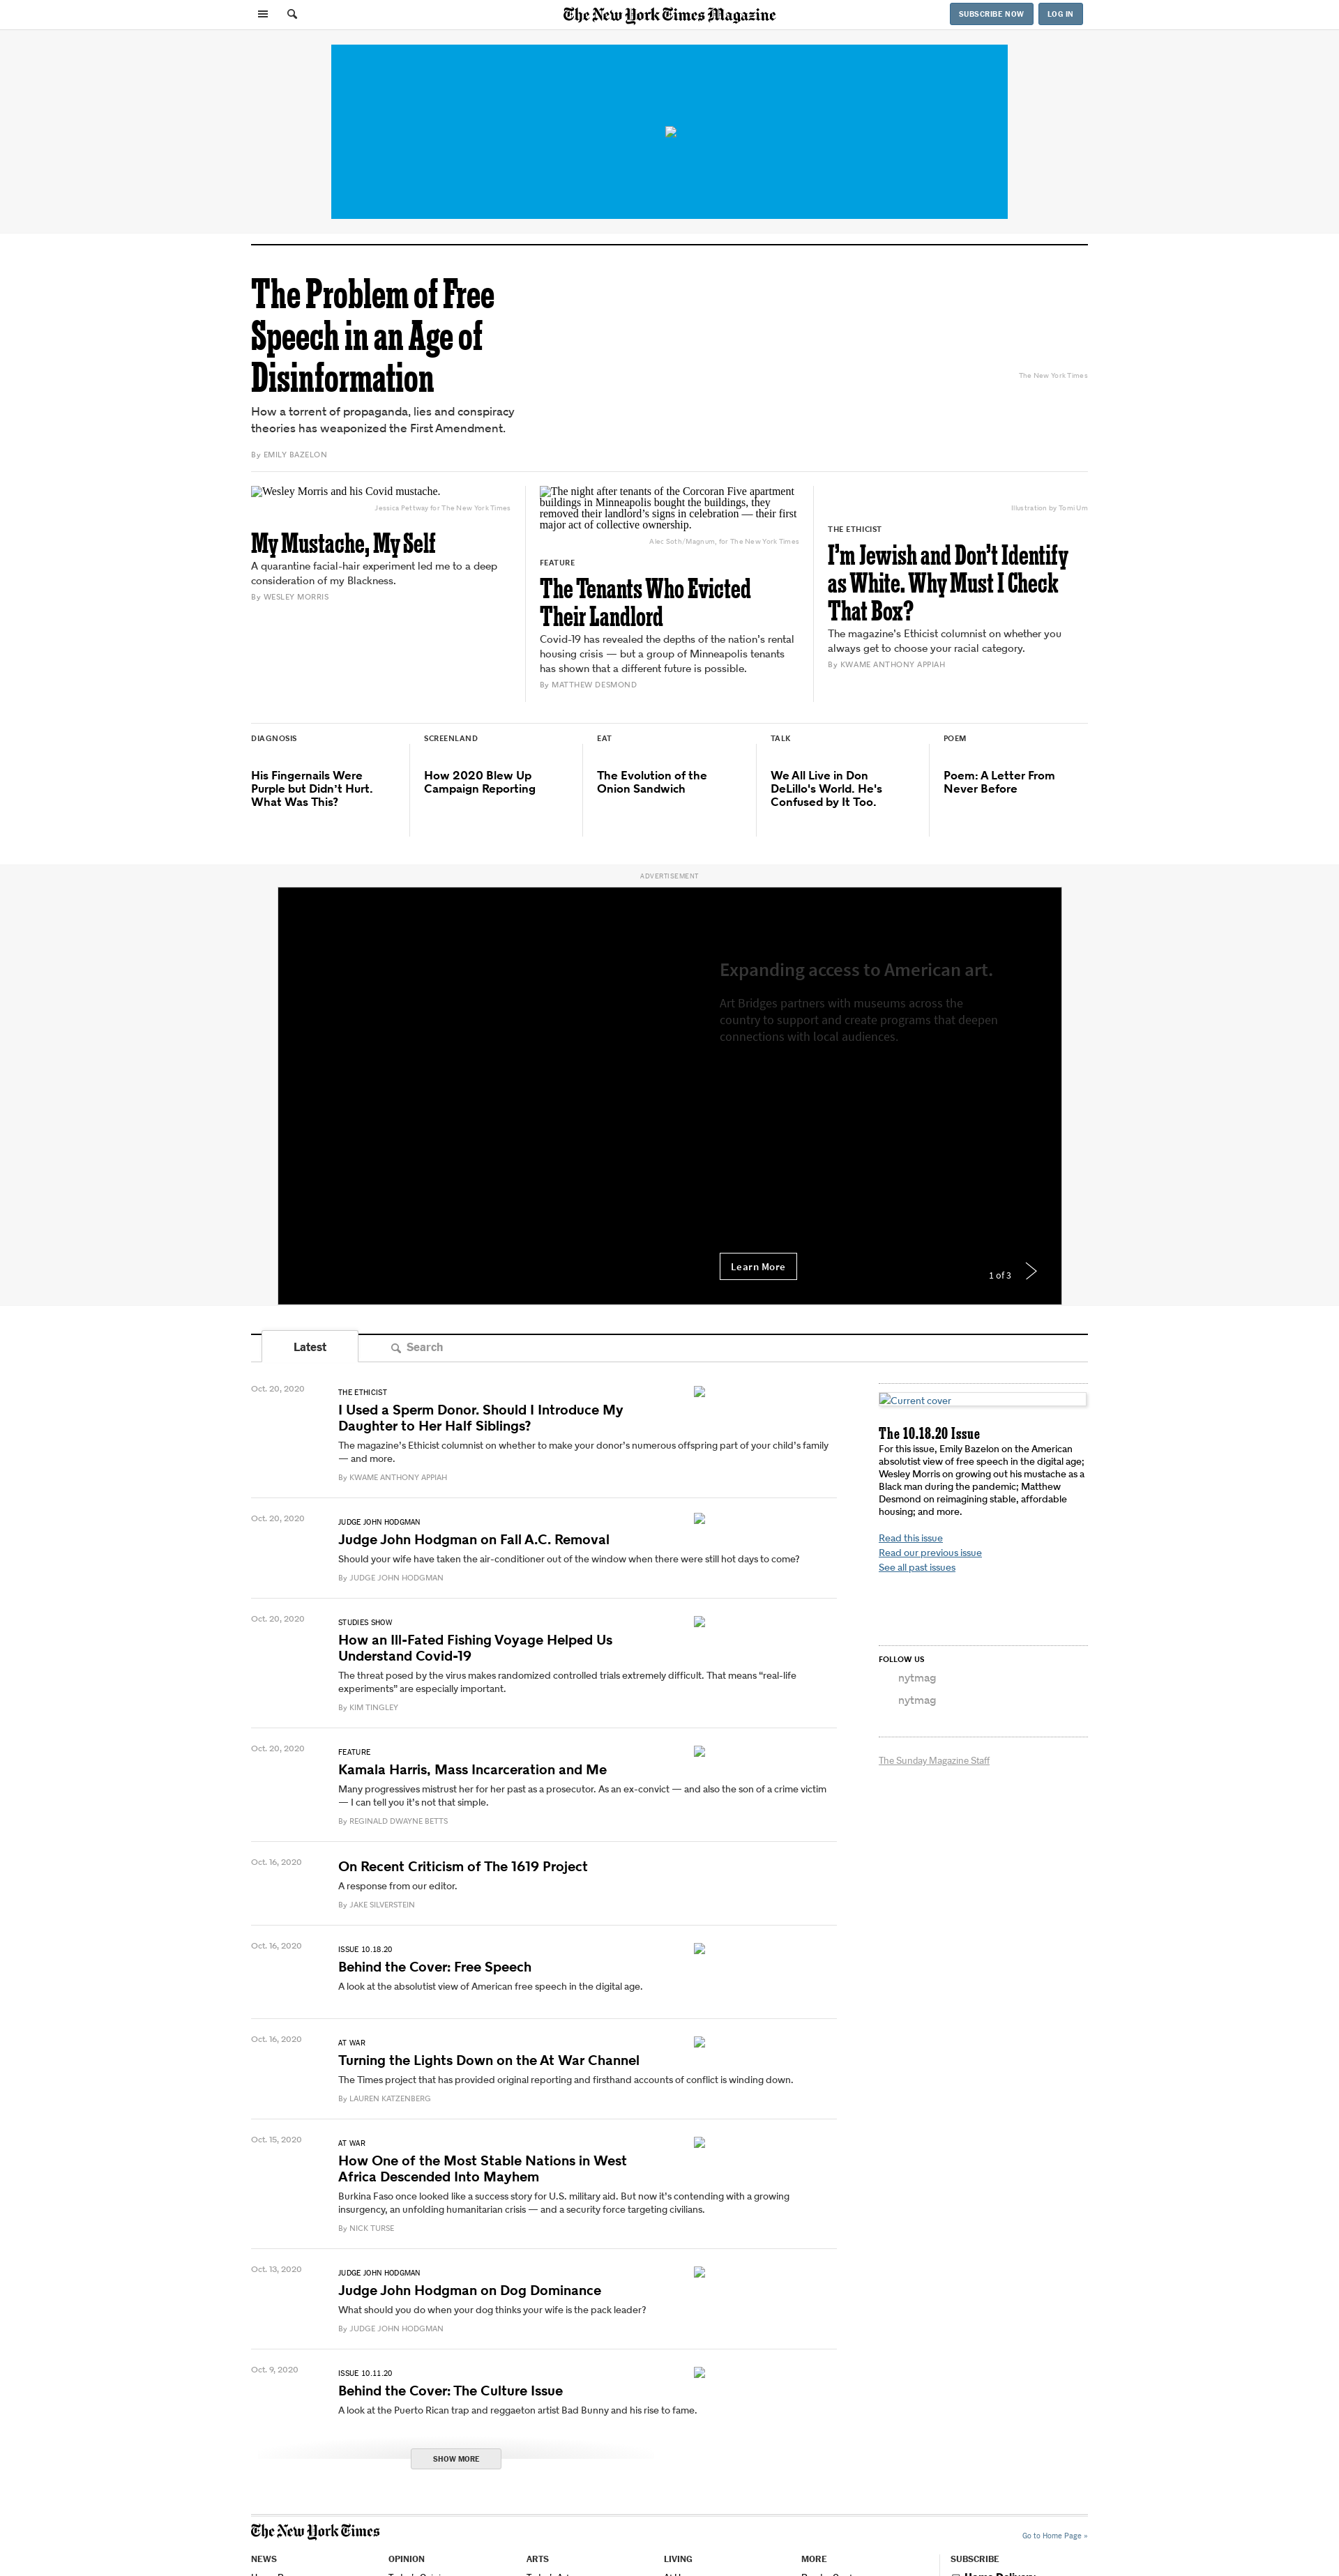 The New York Times Magazine
SUBSCRIBE NOW
LOG IN
The Problem of Free
Speech in an Age of
Disinformation
How a torrent of propaganda, lies and conspiracy
theories has weaponized the First Amendment.
By EMILY BAZELON
The New York Times
Wesley Morris and his Covid mustache.
Jessica Pettway for The New York Times
My Mustache, My Self
A quarantine facial-hair experiment led me to a deep
consideration of my Blackness.
By WESLEY MORRIS
The night after tenants of the Corcoran Five apartment
buildings in Minneapolis bought the buildings, they
removed their landlord's signs in celebration — their first
major act of collective ownership.
Alec Soth/Magnum, for The New York Times
FEATURE
The Tenants Who Evicted
Their Landlord
Covid-19 has revealed the depths of the nation's rental
housing crisis — but a group of Minneapolis tenants
has shown that a different future is possible.
By MATTHEW DESMOND
Illustration by Tomi Um
THE ETHICIST
I'm Jewish and Don't Identify
as White. Why Must I Check
That Box?
The magazine's Ethicist columnist on whether you
always get to choose your racial category.
By KWAME ANTHONY APPIAH
DIAGNOSIS
His Fingernails Were
Purple but Didn't Hurt.
What Was This?
SCREENLAND
How 2020 Blew Up
Campaign Reporting
EAT
The Evolution of the
Onion Sandwich
TALK
We All Live in Don
DeLillo's World. He's
Confused by It Too.
POEM
Poem: A Letter From
Never Before
ADVERTISEMENT
Expanding access to American art.
Art Bridges partners with museums across the
country to support and create programs that deepen
connections with local audiences.
Learn More
1 of 3
Latest
Search
Oct. 20, 2020
THE ETHICIST
I Used a Sperm Donor. Should I Introduce My
Daughter to Her Half Siblings?
The magazine's Ethicist columnist on whether to make your donor's numerous offspring part of your child's family
— and more.
By KWAME ANTHONY APPIAH
Oct. 20, 2020
JUDGE JOHN HODGMAN
Judge John Hodgman on Fall A.C. Removal
Should your wife have taken the air-conditioner out of the window when there were still hot days to come?
By JUDGE JOHN HODGMAN
Oct. 20, 2020
STUDIES SHOW
How an Ill-Fated Fishing Voyage Helped Us
Understand Covid-19
The threat posed by the virus makes randomized controlled trials extremely difficult. That means "real-life
experiments" are especially important.
By KIM TINGLEY
Oct. 20, 2020
FEATURE
Kamala Harris, Mass Incarceration and Me
Many progressives mistrust her for her past as a prosecutor. As an ex-convict — and also the son of a crime victim
— I can tell you it's not that simple.
By REGINALD DWAYNE BETTS
Oct. 16, 2020
On Recent Criticism of The 1619 Project
A response from our editor.
By JAKE SILVERSTEIN
Oct. 16, 2020
ISSUE 10.18.20
Behind the Cover: Free Speech
A look at the absolutist view of American free speech in the digital age.
Oct. 16, 2020
AT WAR
Turning the Lights Down on the At War Channel
The Times project that has provided original reporting and firsthand accounts of conflict is winding down.
By LAUREN KATZENBERG
Oct. 15, 2020
AT WAR
How One of the Most Stable Nations in West
Africa Descended Into Mayhem
Burkina Faso once looked like a success story for U.S. military aid. But now it's contending with a growing
insurgency, an unfolding humanitarian crisis — and a security force targeting civilians.
By NICK TURSE
Oct. 13, 2020
JUDGE JOHN HODGMAN
Judge John Hodgman on Dog Dominance
What should you do when your dog thinks your wife is the pack leader?
By JUDGE JOHN HODGMAN
Oct. 9, 2020
ISSUE 10.11.20
Behind the Cover: The Culture Issue
A look at the Puerto Rican trap and reggaeton artist Bad Bunny and his rise to fame.
SHOW MORE
Current cover
The 10.18.20 Issue
For this issue, Emily Bazelon on the American
absolutist view of free speech in the digital age;
Wesley Morris on growing out his mustache as a
Black man during the pandemic; Matthew
Desmond on reimagining stable, affordable
housing; and more.
Read this issue
Read our previous issue
See all past issues
FOLLOW US
nytmag
nytmag
The Sunday Magazine Staff
The New York Times
Go to Home Page »
NEWS
OPINION
ARTS
LIVING
MORE
SUBSCRIBE